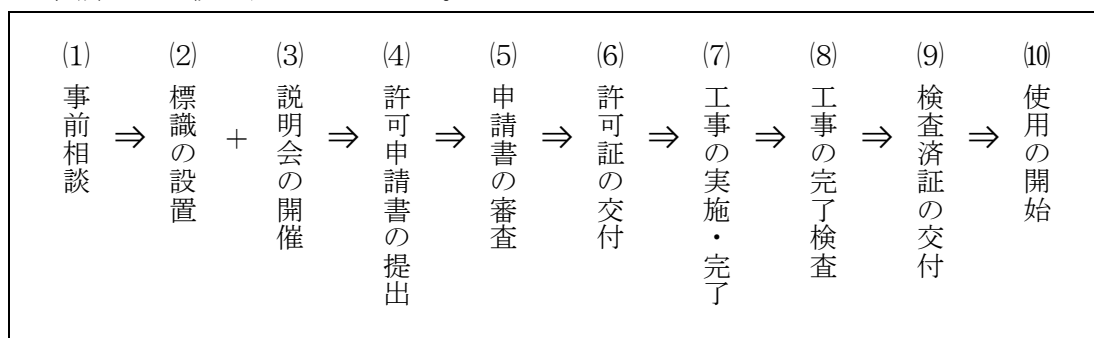 ⑴ 事前相談
⇒
⑵ 標識の設置
+
⑶ 説明会の開催
⇒
⑷ 許可申請書の提出
⇒
⑸ 申請書の審査
⇒
⑹ 許可証の交付
⇒
⑺ 工事の実施・完了
⇒
⑻ 工事の完了検査
⇒
⑼ 検査済証の交付
⇒
⑽ 使用の開始